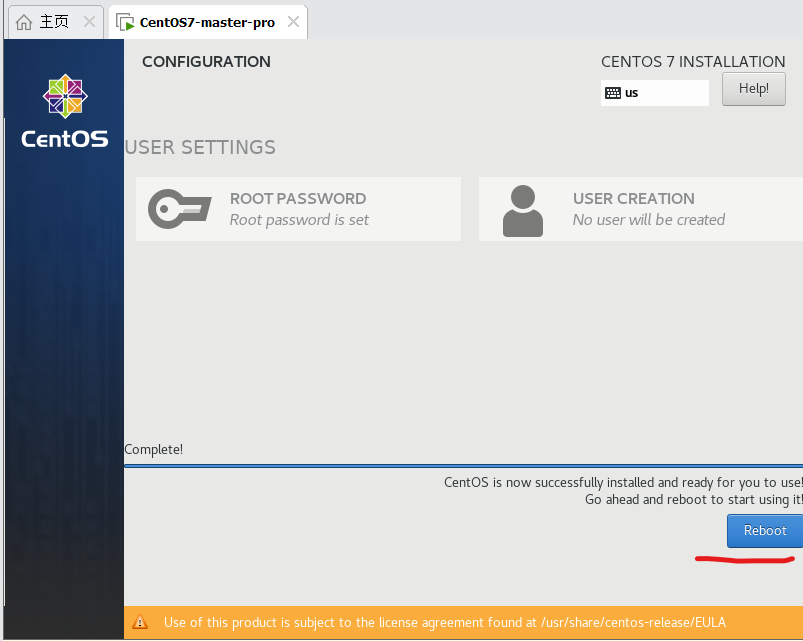 主页
CentOS7-master-pro
CentOS
CONFIGURATION
CENTOS 7 INSTALLATION
us
Help!
USER SETTINGS
ROOT PASSWORD
Root password is set
USER CREATION
No user will be created
Complete!
CentOS is now successfully installed and ready for you to use!
Go ahead and reboot to start using it!
Reboot
Use of this product is subject to the license agreement found at /usr/share/centos-release/EULA